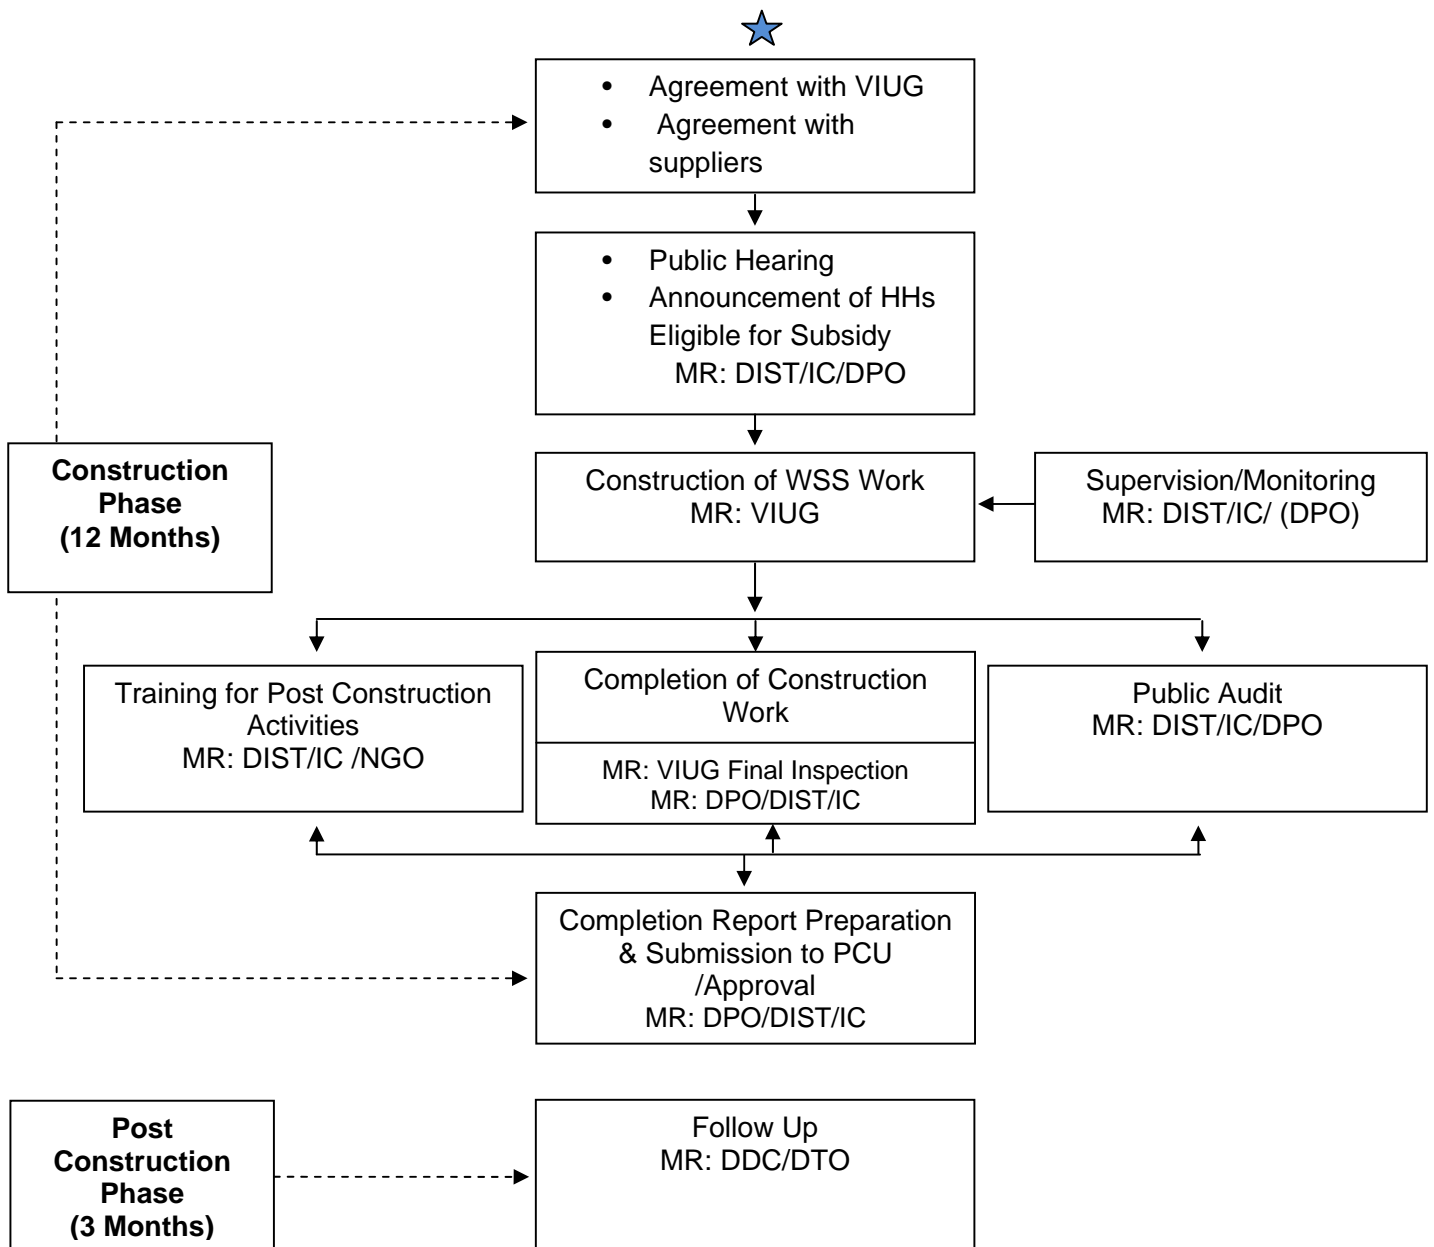 • Agreement with VIUG
• Agreement with
suppliers
• Public Hearing
• Announcement of HHs
Eligible for Subsidy
MR: DIST/IC/DPO
Construction
Phase
(12 Months)
Construction of WSS Work
MR: VIUG
Supervision/Monitoring
MR: DIST/IC/ (DPO)
Training for Post Construction
Activities
MR: DIST/IC /NGO
Completion of Construction
Work
MR: VIUG Final Inspection
MR: DPO/DIST/IC
Public Audit
MR: DIST/IC/DPO
Completion Report Preparation
& Submission to PCU
/Approval
MR: DPO/DIST/IC
Post
Construction
Phase
(3 Months)
Follow Up
MR: DDC/DTO